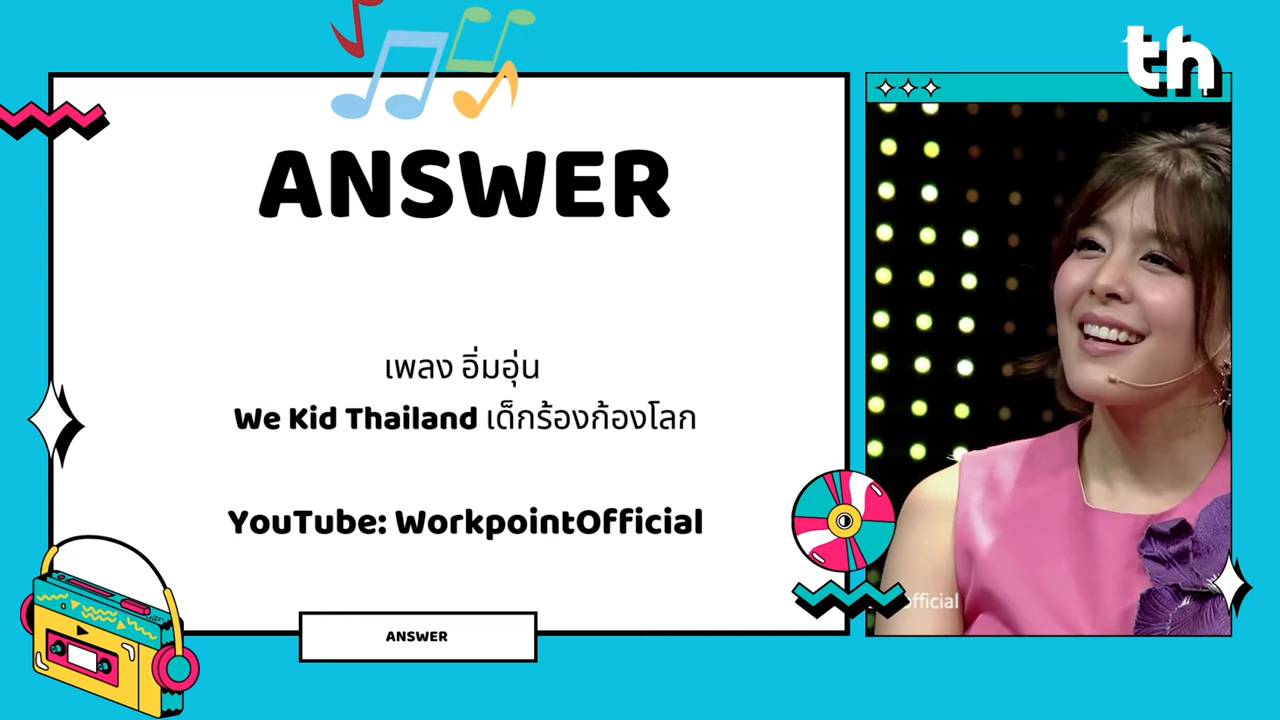 th
ANSWER
เพลง อิ่มอุ่น
We Kid Thailand เด็กร้องก้องโลก
YouTube: WorkpointOfficial
official
ANSWER